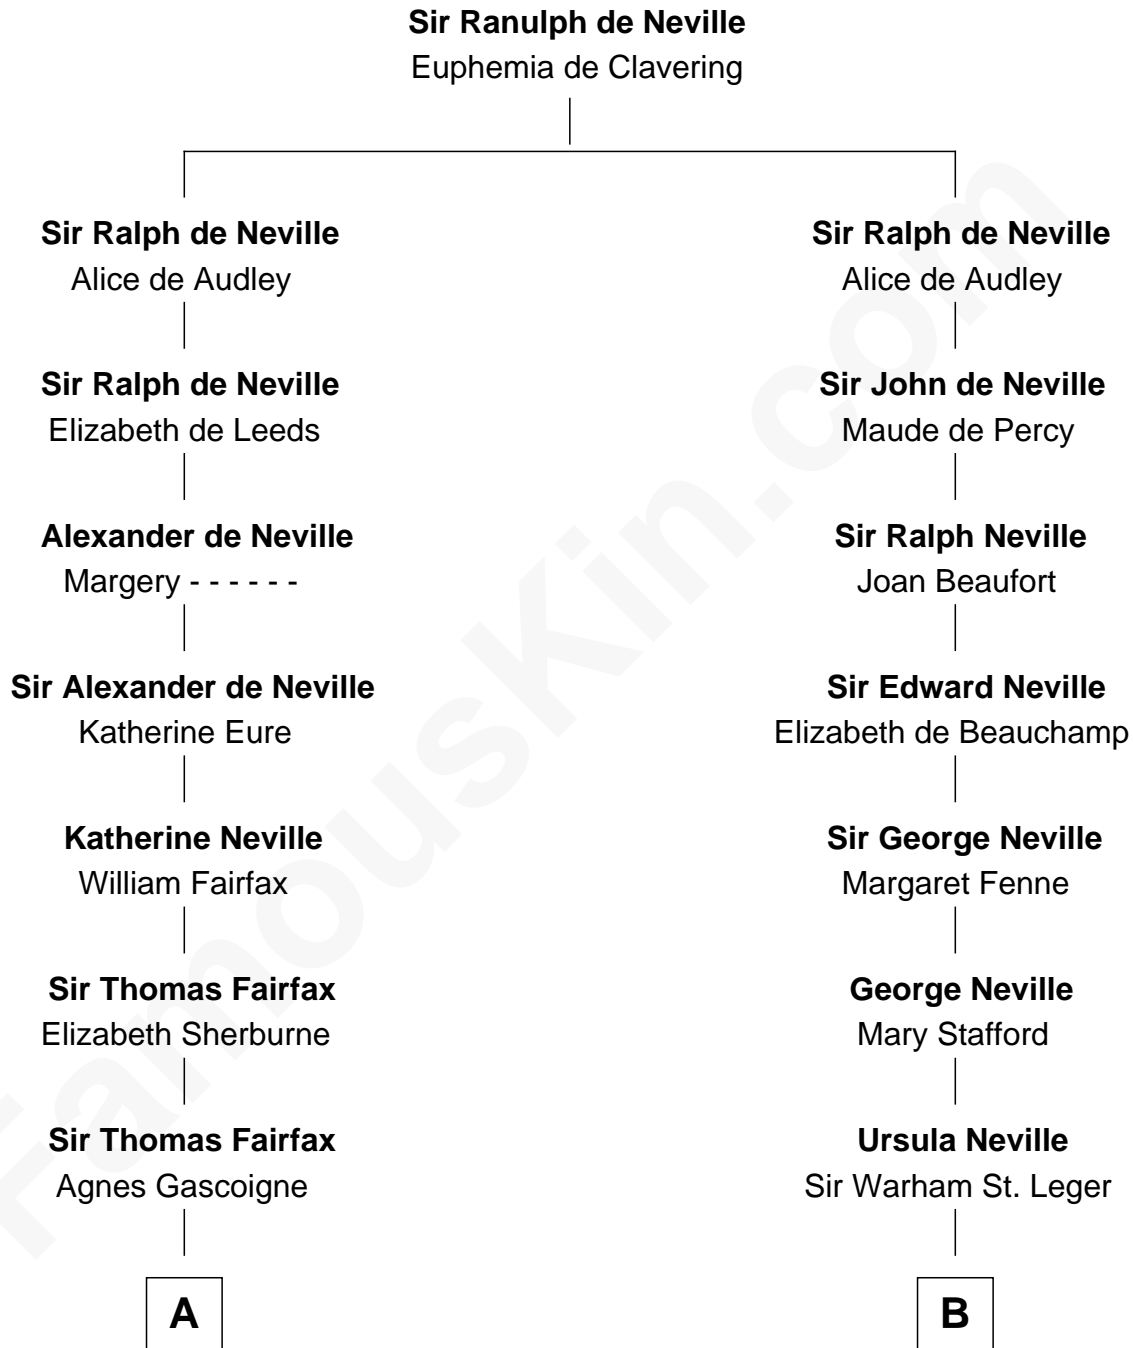 Sir Ranulph de Neville
Euphemia de Clavering
Sir Ralph de Neville
Alice de Audley
Sir Ralph de Neville
Alice de Audley
Sir Ralph de Neville
Elizabeth de Leeds
Sir John de Neville
Maude de Percy
Alexander de Neville
Margery - - - - - -
Sir Ralph Neville
Joan Beaufort
Sir Alexander de Neville
Katherine Eure
Sir Edward Neville
Elizabeth de Beauchamp
Katherine Neville
William Fairfax
Sir George Neville
Margaret Fenne
Sir Thomas Fairfax
Elizabeth Sherburne
George Neville
Mary Stafford
Sir Thomas Fairfax
Agnes Gascoigne
Ursula Neville
Sir Warham St. Leger
A
B
FamousKin.com